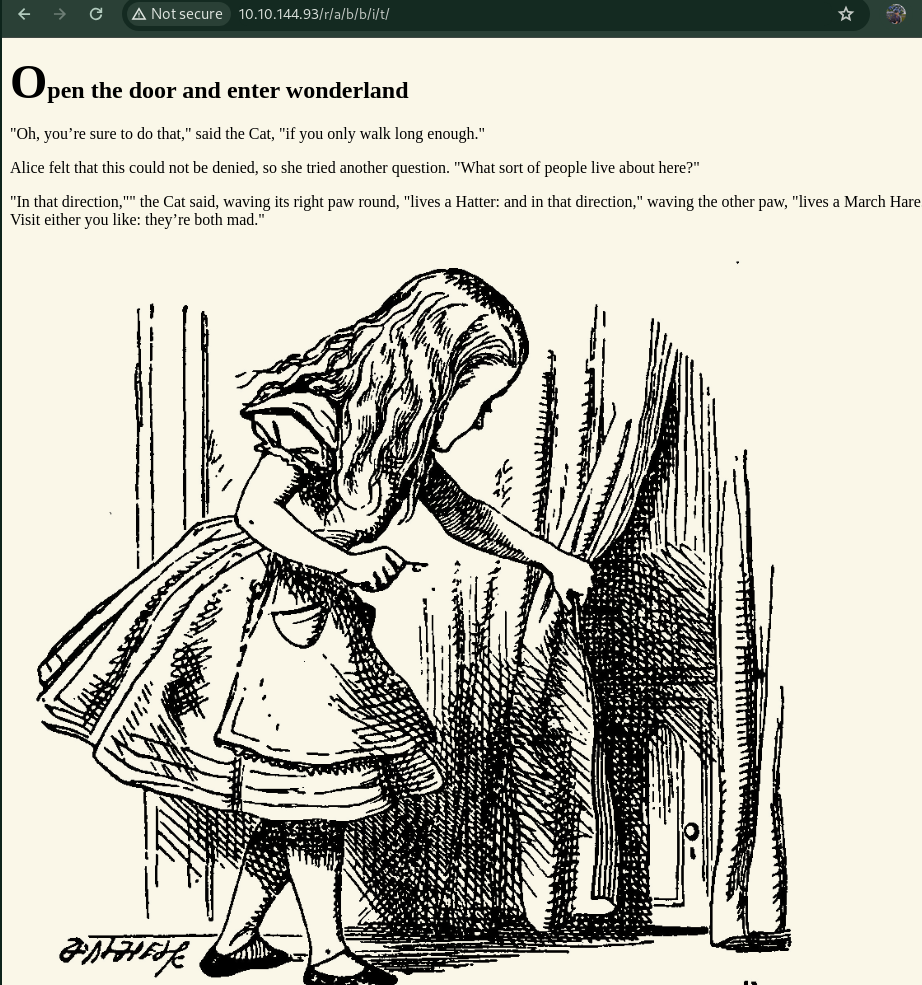 Not secure 10.10.144.93/r/a/b/b/i/t/
Open the door and enter wonderland
"Oh, you’re sure to do that," said the Cat, "if you only walk long enough."
Alice felt that this could not be denied, so she tried another question. "What sort of people live about here?"
"In that direction,"" the Cat said, waving its right paw round, "lives a Hatter: and in that direction," waving the other paw, "lives a March Hare
Visit either you like: they’re both mad."